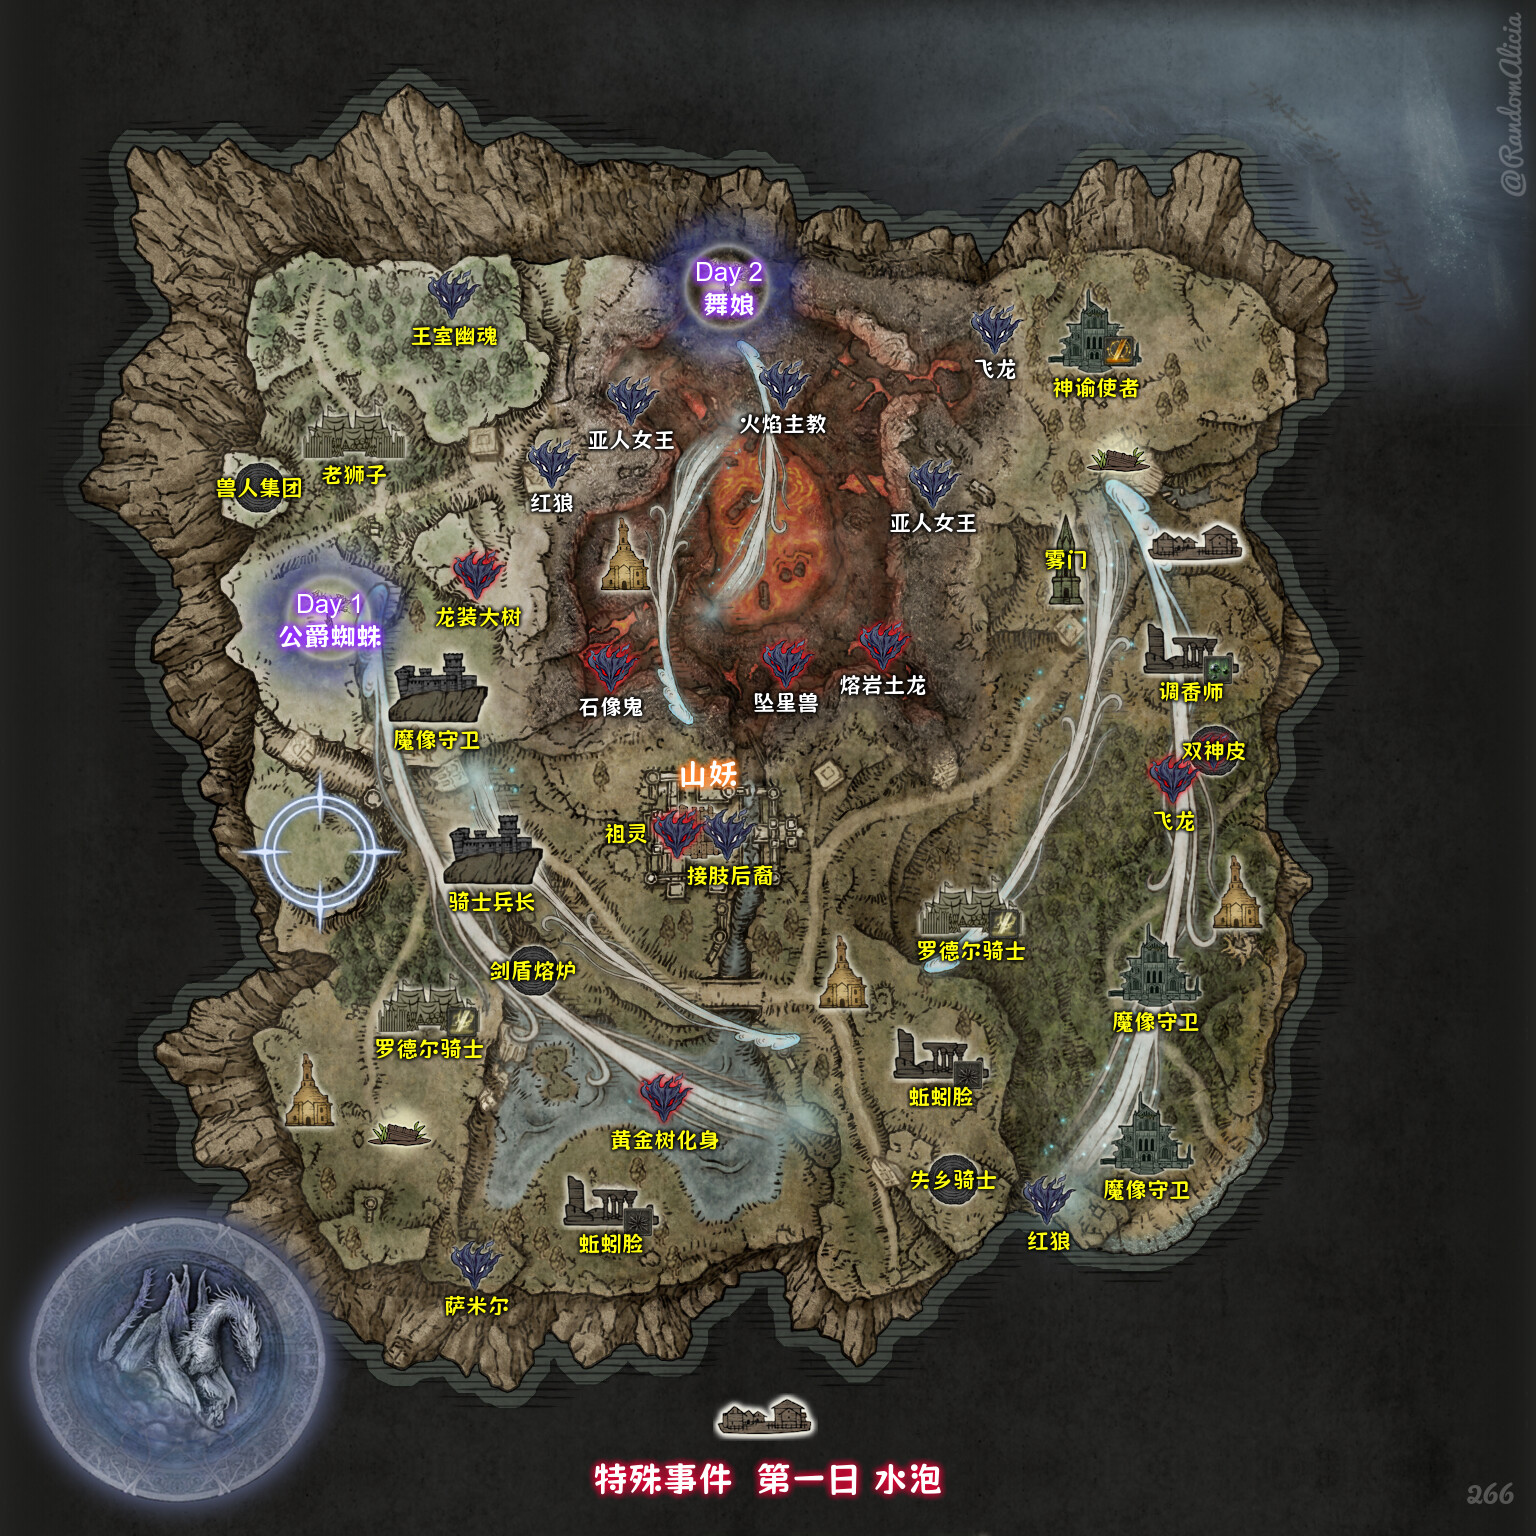 @RandomAlicia
Day 2
舞娘
王室幽魂
飞龙
神谕使者
亚人女王
火焰主教
老狮子
兽人集团
红狼
亚人女王
雾门
Day 1
公爵蜘蛛
龙装大树
石像鬼
坠星兽
熔岩土龙
调香师
魔像守卫
双神皮
山妖
祖灵
接肢后裔
飞龙
骑士兵长
剑盾熔炉
罗德尔骑士
罗德尔骑士
魔像守卫
蚯蚓脸
黄金树化身
失乡骑士
魔像守卫
蚯蚓脸
红狼
萨米尔
特殊事件 第一日 水泡
266